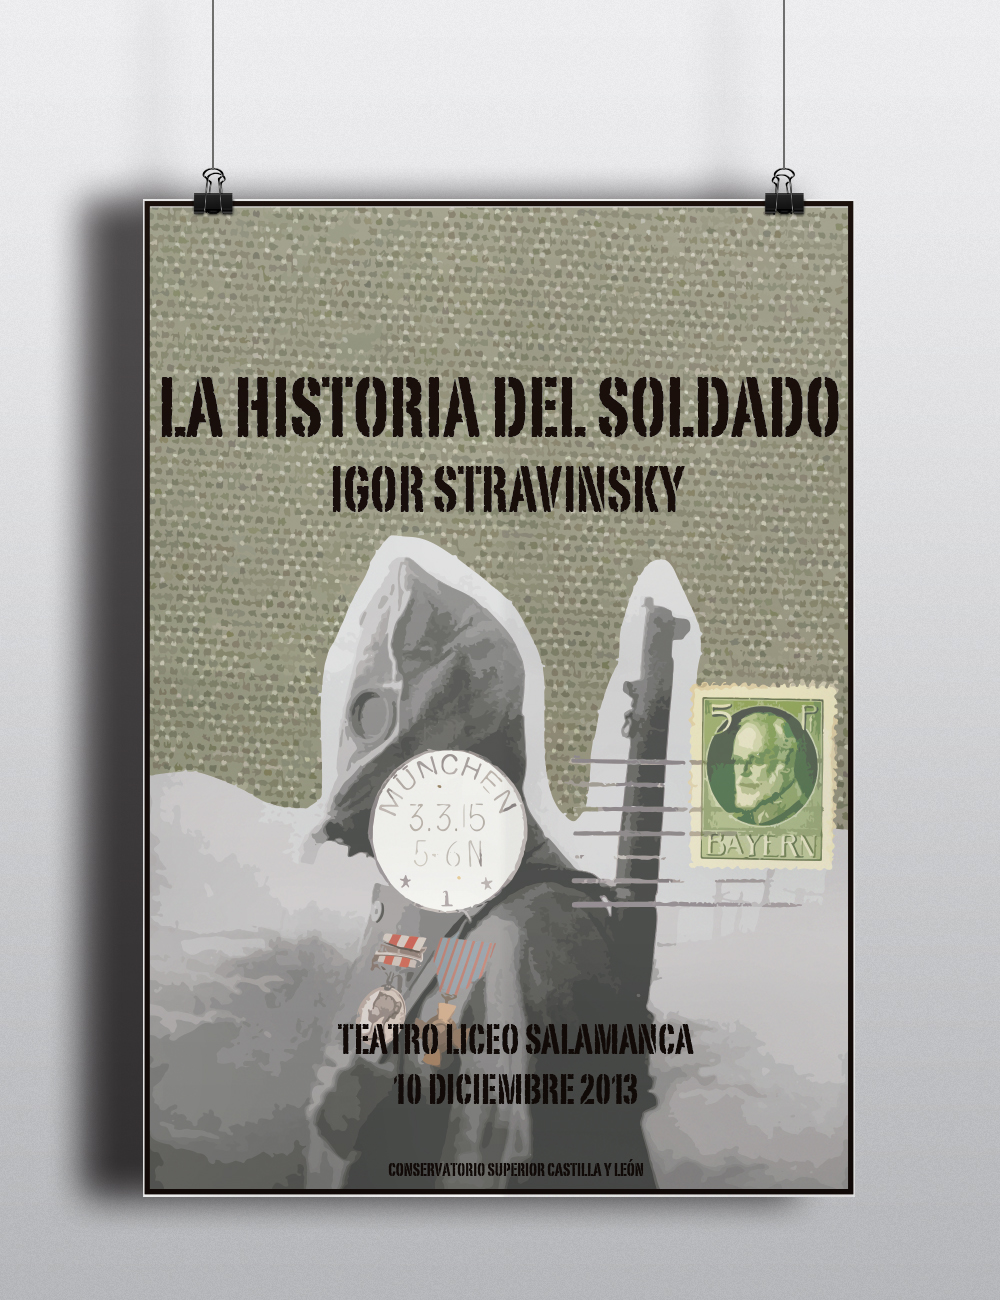 LA HISTORIA DEL SOLDADO
IGOR STRAVINSKY
MÜNCHEN
3.3.15
5-6N
1
5 Pf
BAYERN
TEATRO LICEO SALAMANCA
10 DICIEMBRE 2013
CONSERVATORIO SUPERIOR CASTILLA Y LEÓN